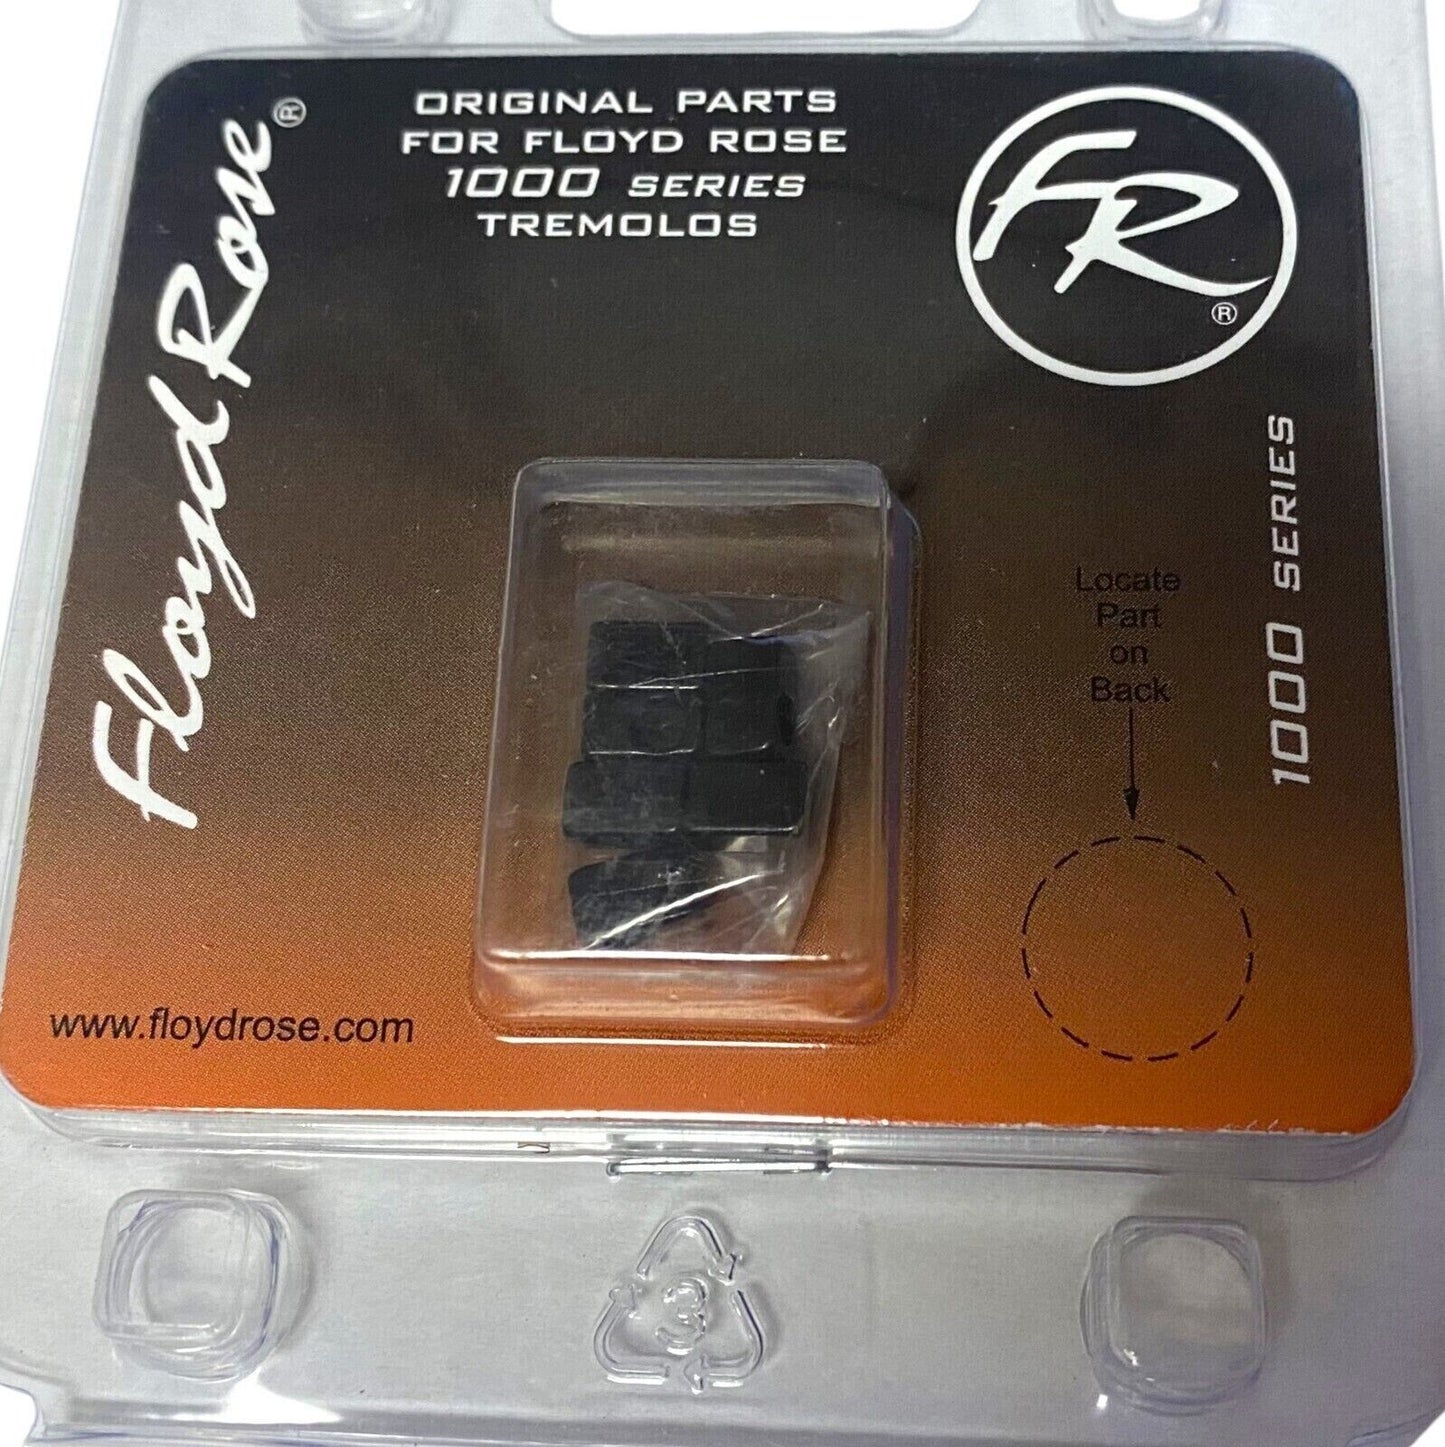 Floyd Rose®
ORIGINAL PARTS
FOR FLOYD ROSE
1000 SERIES
TREMOLOS
FR®
1000 SERIES
Locate
Part
on
Back
www.floydrose.com
3